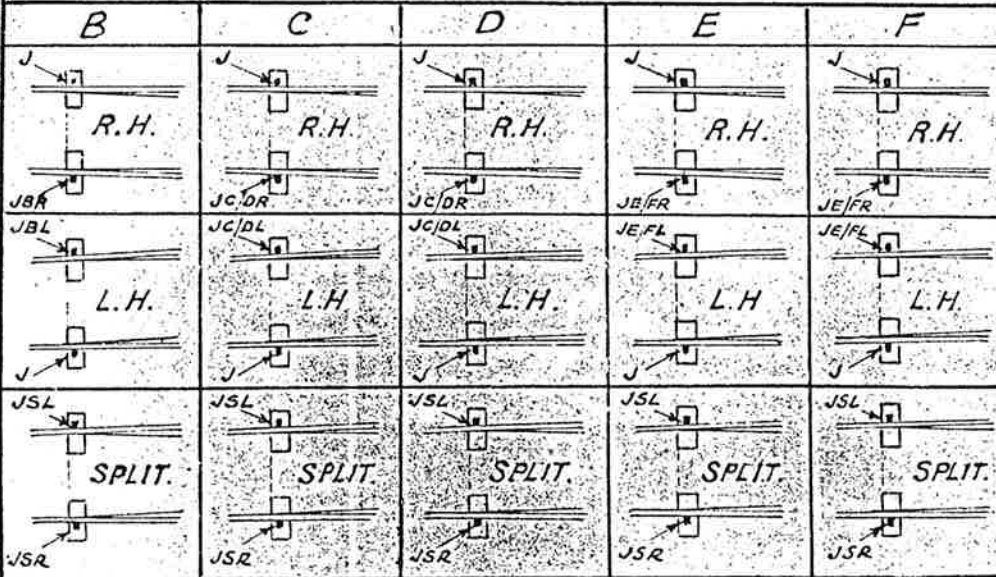 B C D E F
J J J J J
R.H. R.H. R.H. R.H. R.H.
JBR JC/DR JC/DR JE/FR JE/FR
JBL JC/DL JC/DL JE/FL JE/FL
L.H. L.H L.H. L.H L.H.
J J J J J
JSL JSL JSL JSL JSL
SPLIT. SPLIT. SPLIT. SPLIT. SPLIT.
JSR JSR JSR JSR JSR